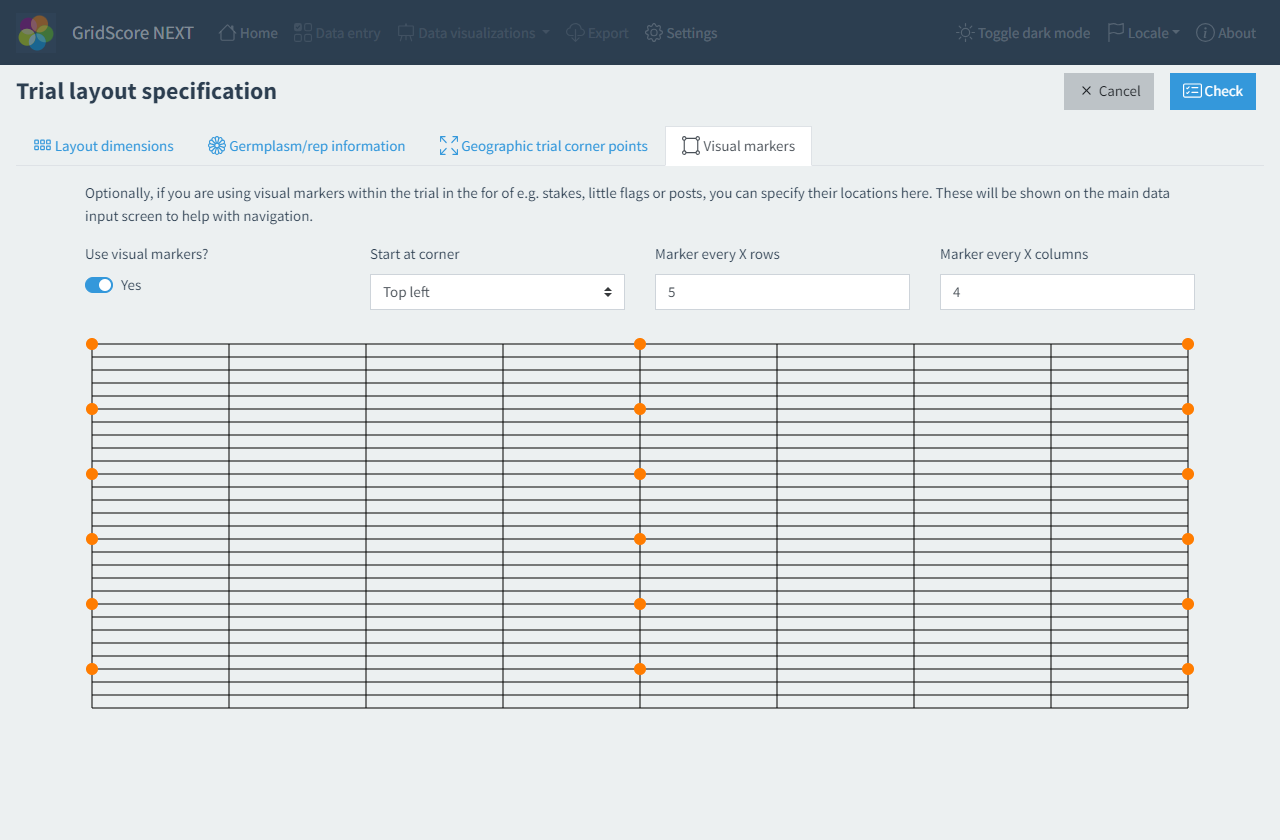 GridScore NEXT Home Data entry Data visualizations Export Settings Toggle dark mode Locale About
Trial layout specification
Cancel Check
Layout dimensions Germplasm/rep information Geographic trial corner points Visual markers
Optionally, if you are using visual markers within the trial in the for of e.g. stakes, little flags or posts, you can specify their locations here. These will be shown on the main data
input screen to help with navigation.
Use visual markers? Start at corner Marker every X rows Marker every X columns
Yes Top left 5 4